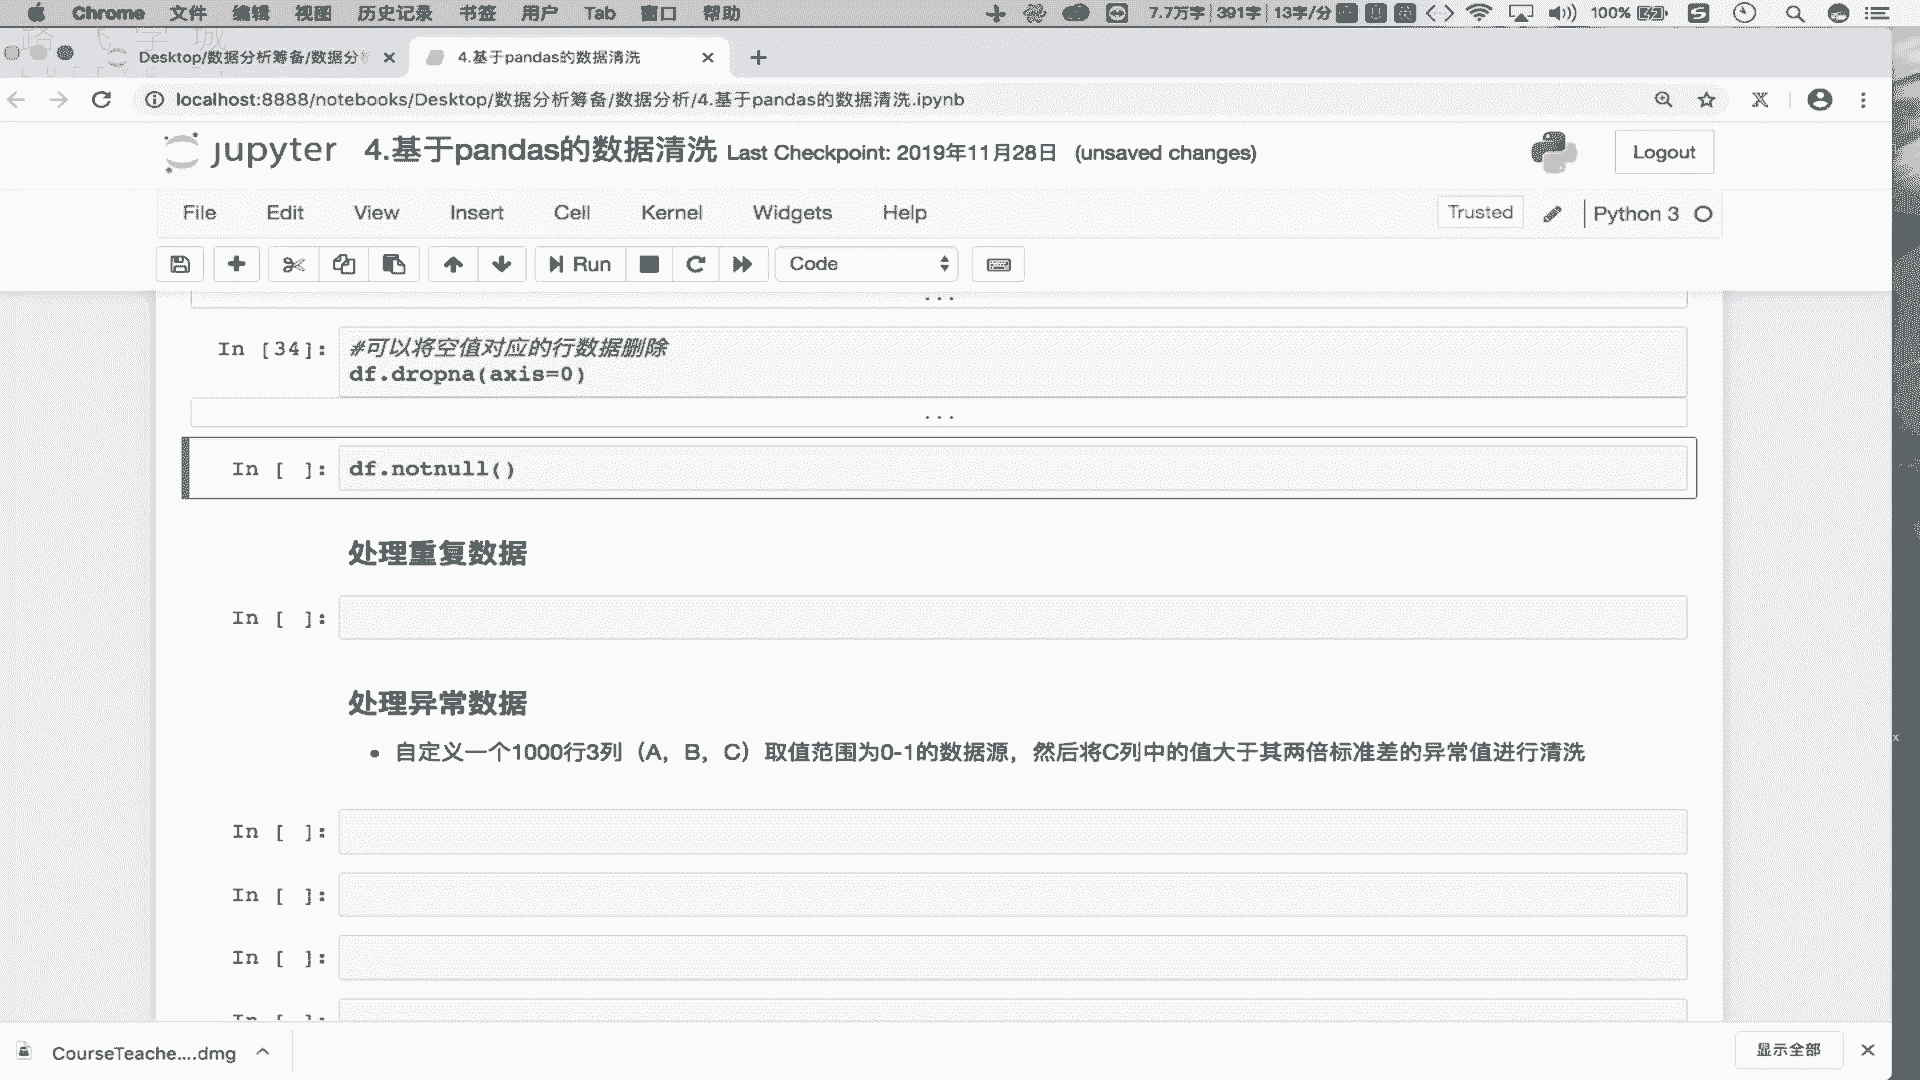 Chrome 文件 编辑 视图 历史记录 书签 用户 Tab 窗口 帮助 7.7万字 391字 13字/分 100%
Desktop/数据分析筹备/数据分
4.基于pandas的数据清洗
localhost:8888/notebooks/Desktop/数据分析筹备/数据分析/4.基于pandas的数据清洗.ipynb
jupyter 4.基于pandas的数据清洗 Last Checkpoint: 2019年11月28日 (unsaved changes)
Logout
File Edit View Insert Cell Kernel Widgets Help
Trusted Python 3
Run Code
...
In [34]: #可以将空值对应的行数据删除
df.dropna(axis=0)
...
In [ ]: df.notnull()
处理重复数据
In [ ]:
处理异常数据
• 自定义一个1000行3列（A，B，C）取值范围为0-1的数据源，然后将C列中的值大于其两倍标准差的异常值进行清洗
In [ ]:
In [ ]:
In [ ]:
In [ ]:
CourseTeache....dmg
显示全部